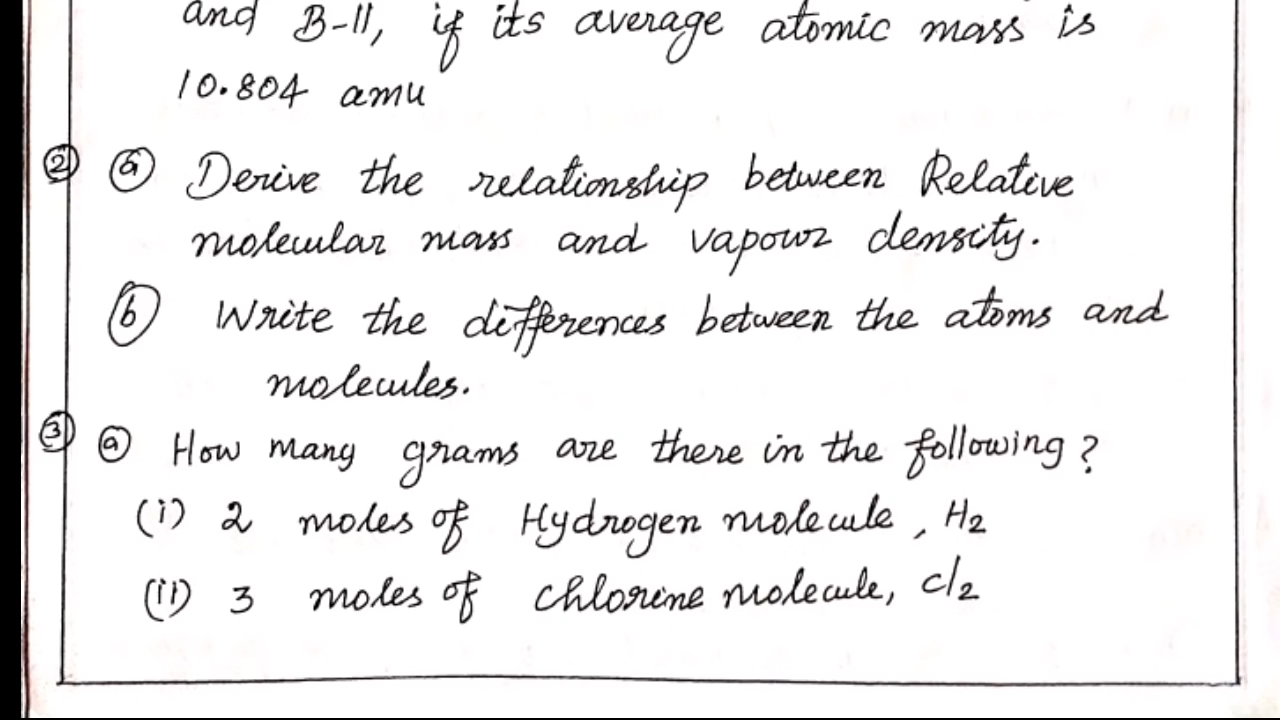 and B-11, if its average atomic mass is
10.804 amu
② ⓐ Derive the relationship between Relative
molecular mass and vapour density.
ⓑ Write the differences between the atoms and
molecules.
③ ⓐ How many grams are there in the following?
(i) 2 moles of Hydrogen molecule, H2
(ii) 3 moles of chlorine molecule, Cl2